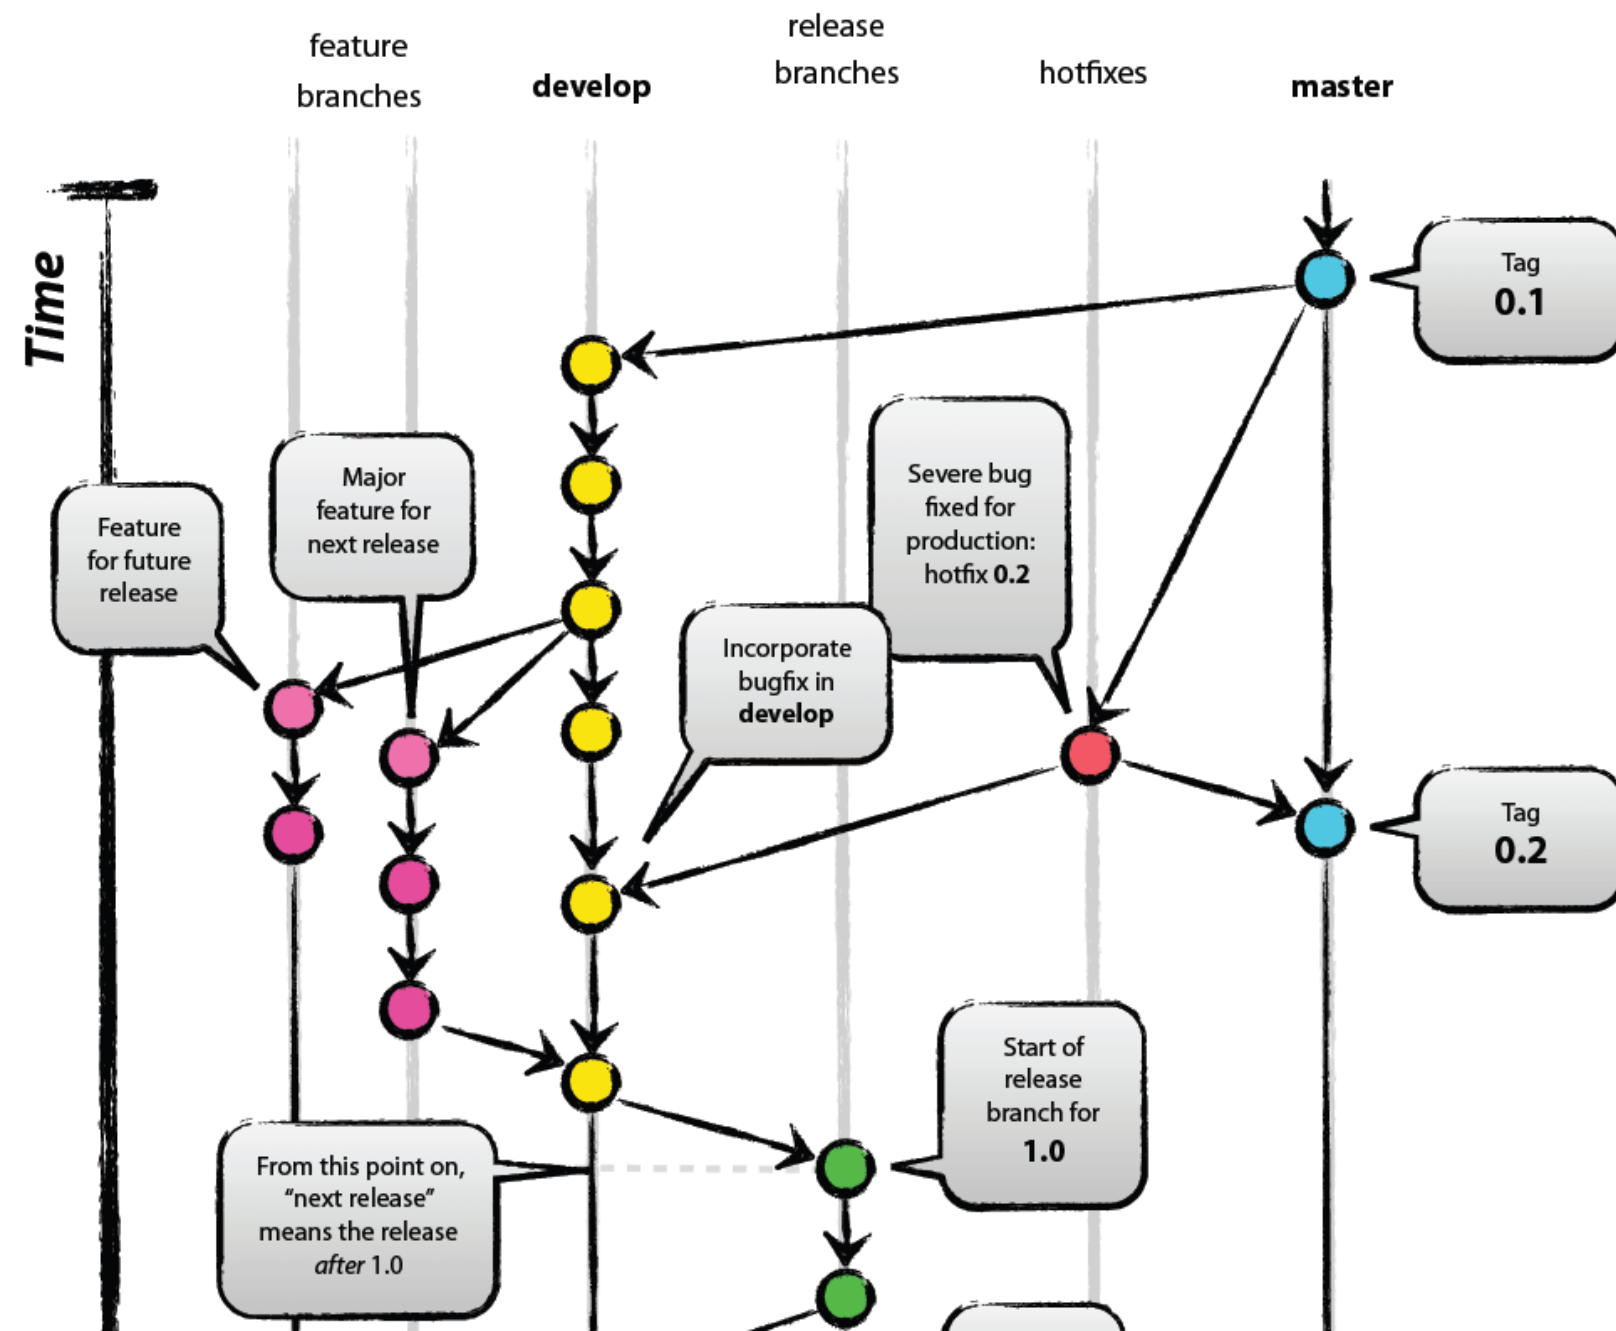 feature
branches
develop
release
branches
hotfixes
master
Time
Tag
0.1
Severe bug
fixed for
production:
hotfix 0.2
Major
feature for
next release
Feature
for future
release
Incorporate
bugfix in
develop
Tag
0.2
Start of
release
branch for
1.0
From this point on,
“next release”
means the release
after 1.0